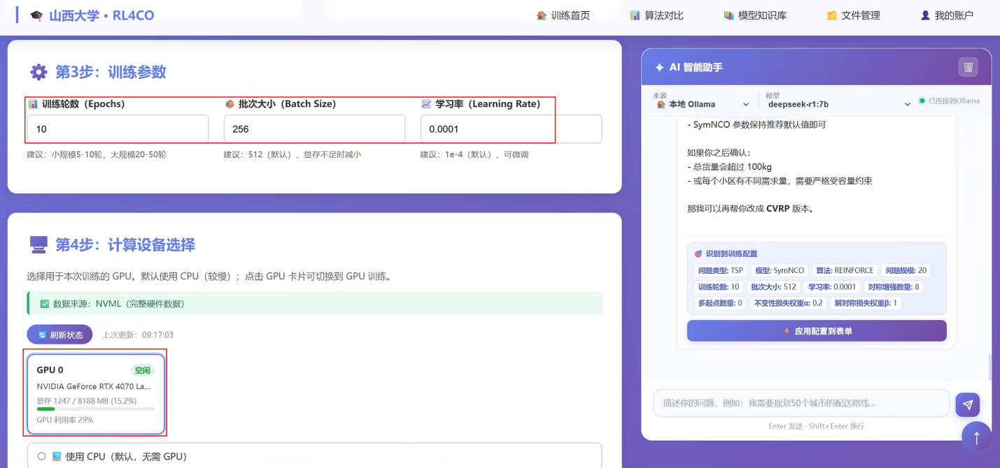 山西大学 • RL4CO
训练首页
算法对比
模型知识库
文件管理
我的账户
第3步：训练参数
训练轮数（Epochs）
批次大小（Batch Size）
学习率（Learning Rate）
10
256
0.0001
建议：小规模5-10轮，大规模20-50轮
建议：512（默认），显存不足时减小
建议：1e-4（默认），可微调
第4步：计算设备选择
选择用于本次训练的 GPU。默认使用 CPU（较慢）；点击 GPU 卡片可切换到 GPU 训练。
数据来源：NVML（完整硬件数据）
刷新状态
上次更新：09:17:03
GPU 0
空闲
NVIDIA GeForce RTX 4070 La...
显存 1247 / 8188 MB (15.2%)
GPU 利用率 29%
使用 CPU（默认，无需 GPU）
AI 智能助手
来源
本地 Ollama
模型
deepseek-r1:7b
已连接到Ollama
- SymNCO 参数保持推荐默认值即可
如果你之后确认：
- 总货量会超过 100kg
- 或每个小区有不同需求量，需要严格受容量约束
那我可以再帮你改成 CVRP 版本。
识别到训练配置
问题类型: TSP
模型: SymNCO
算法: REINFORCE
问题规模: 20
训练轮数: 10
批次大小: 512
学习率: 0.0001
对称增强数量: 8
多起点数量: 0
不变性损失权重α: 0.2
解对称损失权重β: 1
应用配置到表单
描述你的问题，例如：我需要规划50个城市的配送路线...
Enter 发送 · Shift+Enter 换行